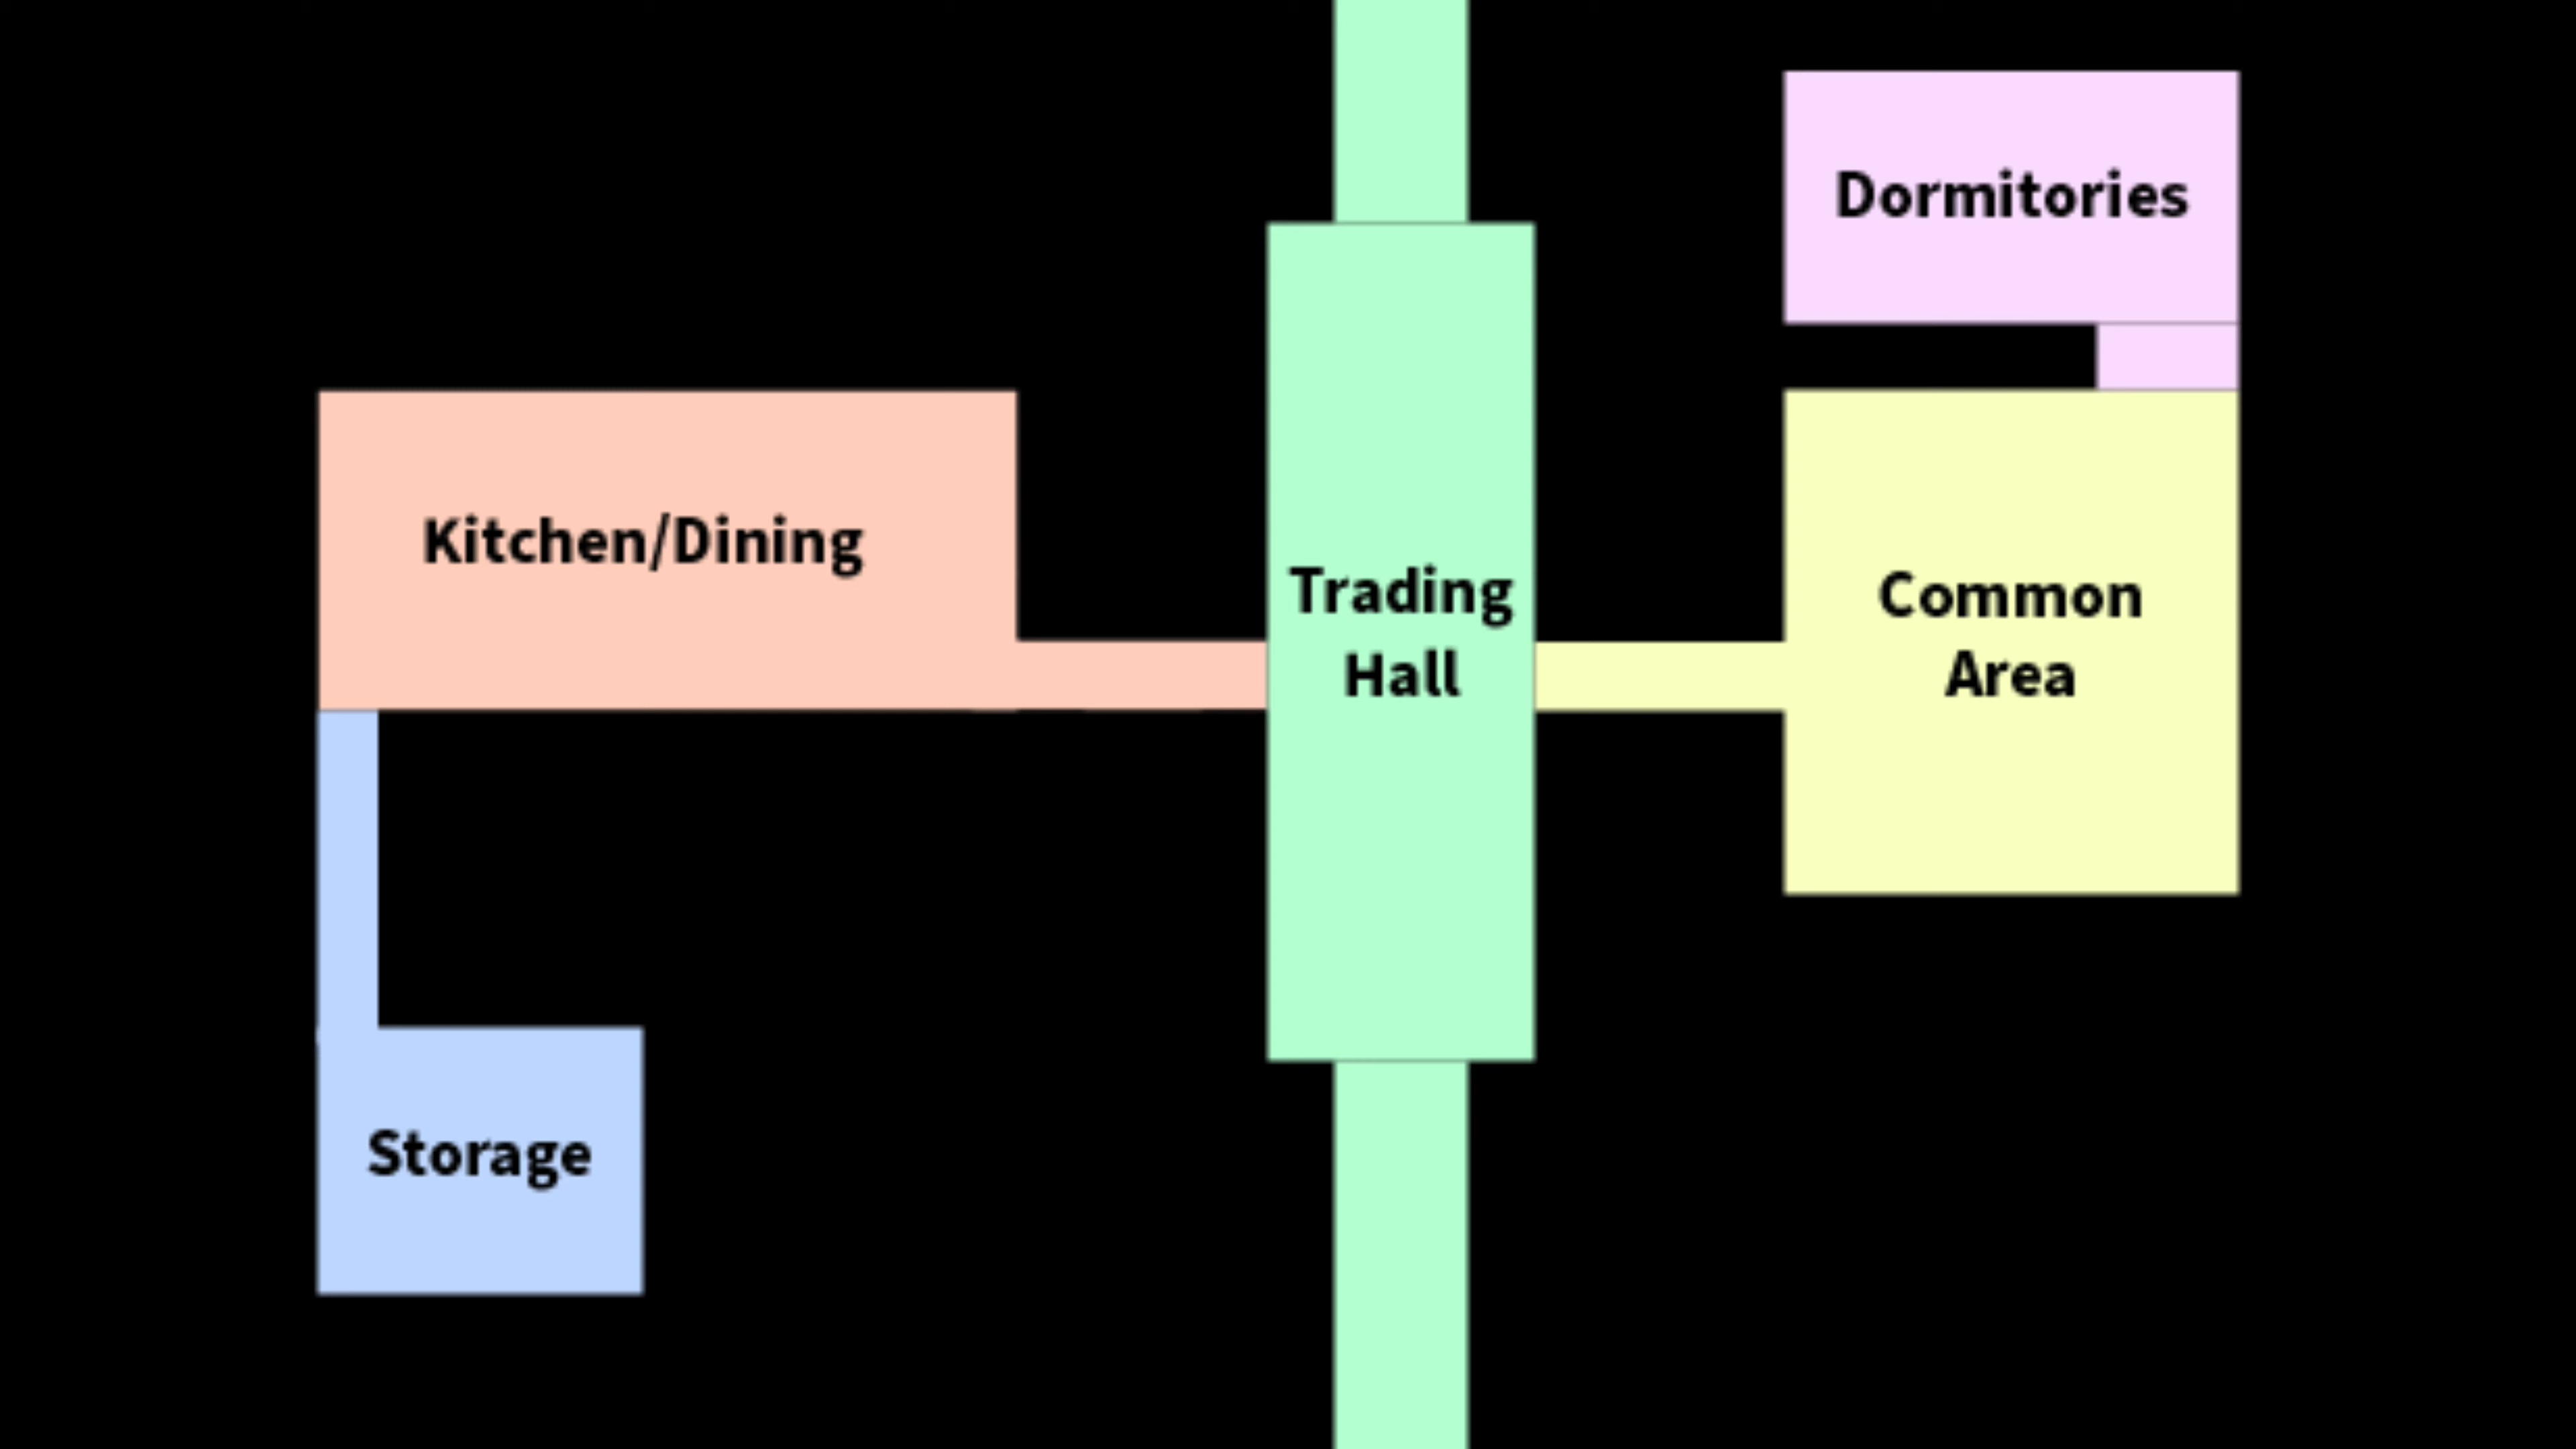 Dormitories
Kitchen/Dining
Trading
Hall
Common
Area
Storage